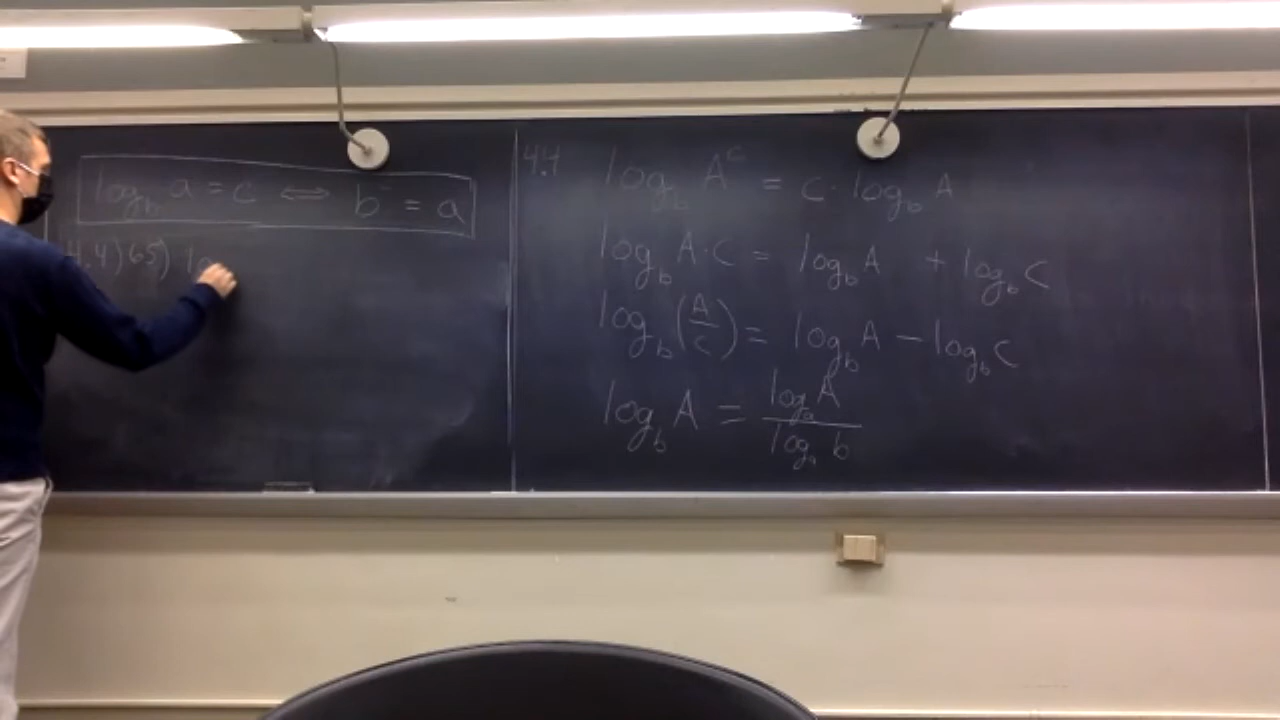 log_b a = c ⟺ b^c = a
4.4) 65) lo
4.4 log_b A^c = c · log_b A
log_b A·C = log_b A + log_b C
log_b (A/C) = log_b A − log_b C
log_b A = log_a A / log_a b